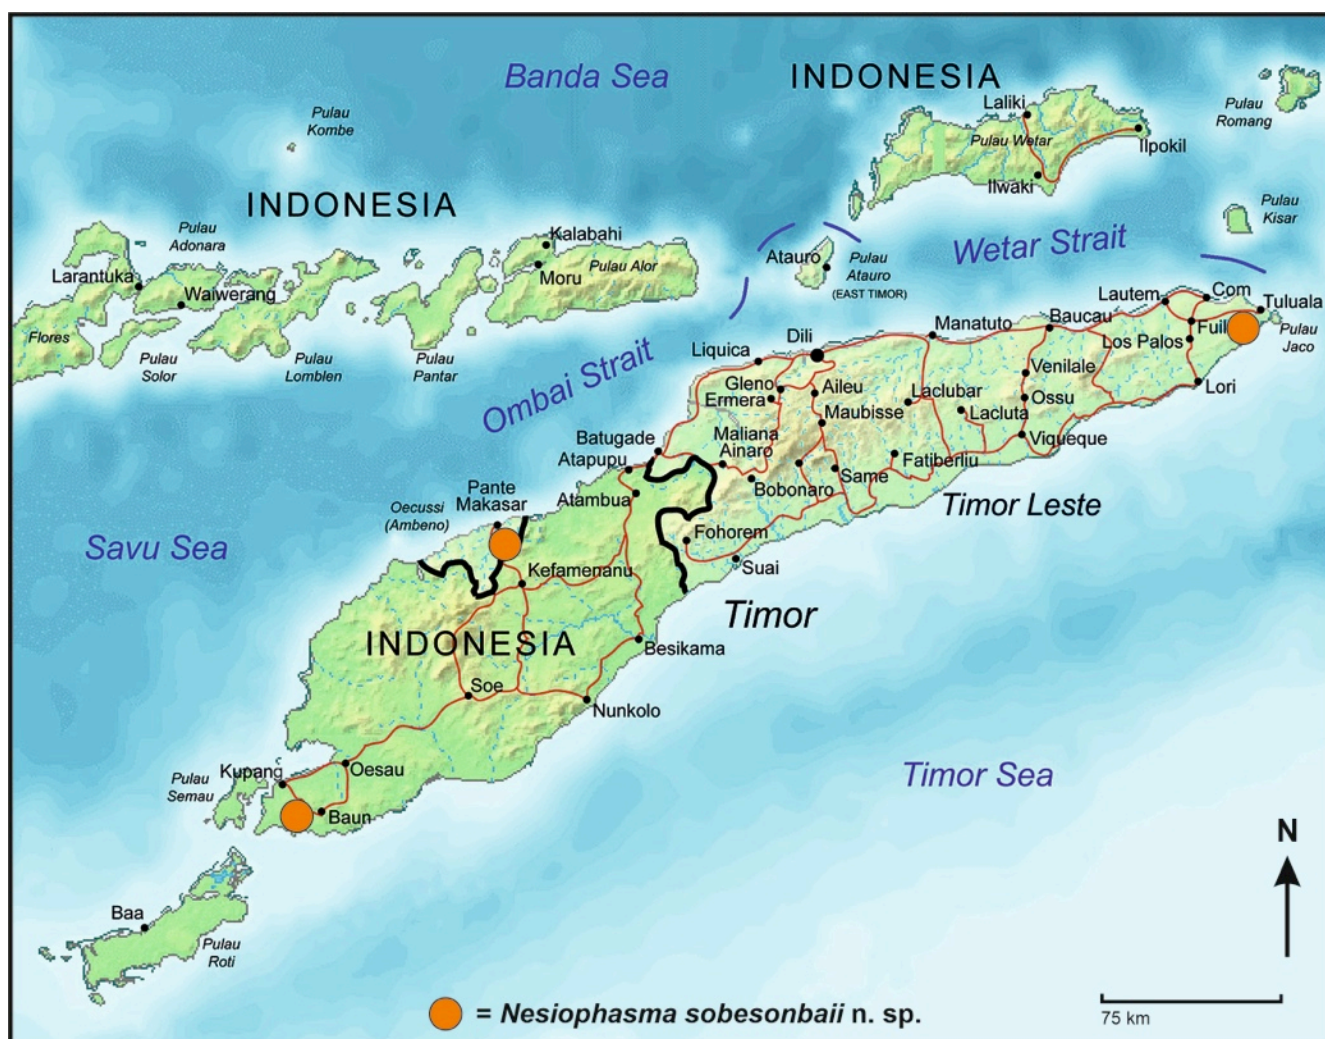 Banda Sea
INDONESIA
Laliki
Pulau
Romang
Pulau
Kombe
Pulau Wetar
Ilpokil
Ilwaki
INDONESIA
Pulau
Adonara
Kalabahi
Pulau
Kisar
Wetar Strait
Larantuka
Moru
Pulau Alor
Atauro
Pulau
Atauro
(EAST TIMOR)
Waiwerang
Lautem
Com
Tuluala
Flores
Pulau
Solor
Pulau
Lomblen
Pulau
Pantar
Ombai Strait
Liquica
Dili
Manatuto
Baucau
Fuil
Los Palos
Pulau
Jaco
Gleno
Ermera
Aileu
Laclubar
Venilale
Lori
Maubisse
Lacluta
Ossu
Batugade
Maliana
Ainaro
Viqueque
Atapupu
Fatiberliu
Same
Bobonaro
Atambua
Pante
Makasar
Oecussi
(Ambeno)
Timor Leste
Savu Sea
Fohorem
Suai
Kefamenanu
Timor
INDONESIA
Besikama
Soe
Nunkolo
Oesau
Kupang
Pulau
Semau
Baun
Timor Sea
N
Baa
Pulau
Roti
= Nesiophasma sobesonbaii n. sp.
75 km